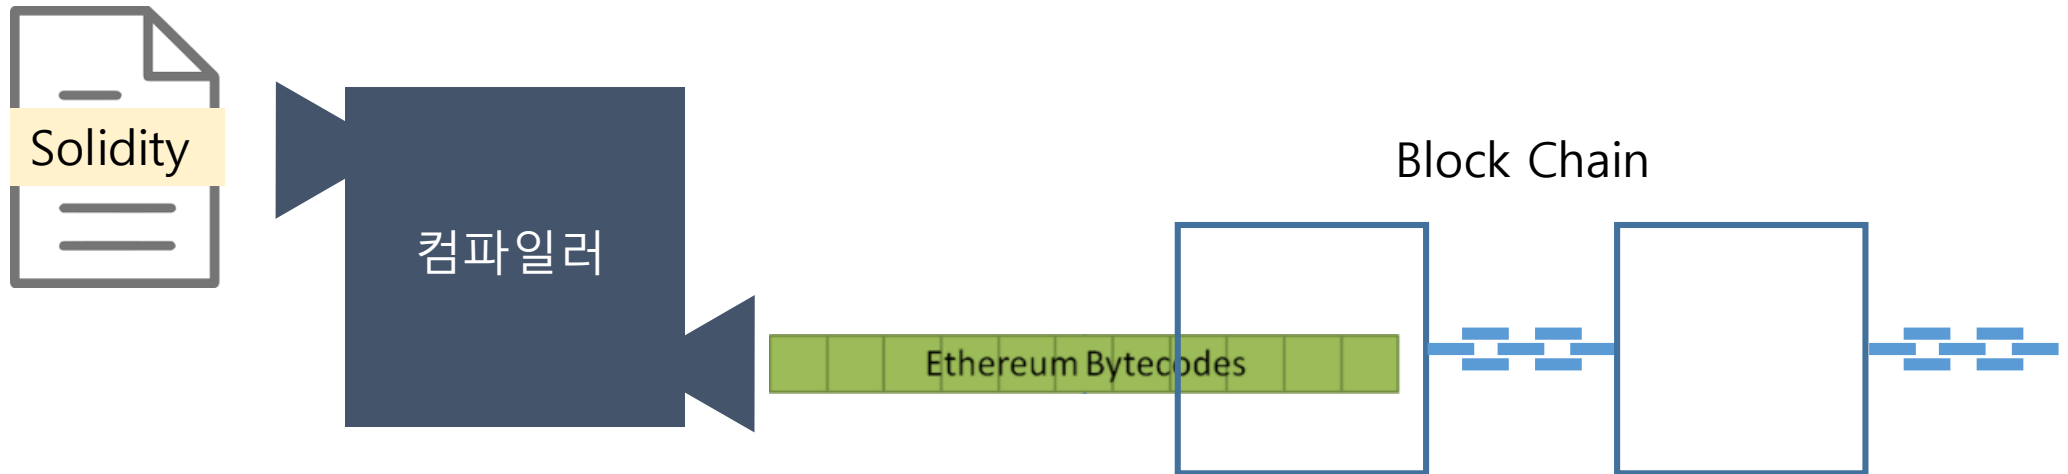 Solidity
컴파일러
Block Chain
Ethereum Bytecodes